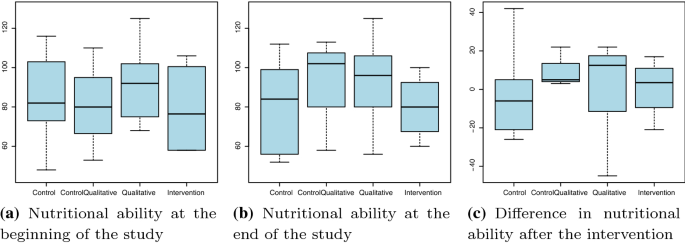 120
100
80
60
Control
ControlQualitative
Qualitative
Intervention
(a) Nutritional ability at the
beginning of the study
120
100
80
60
Control
ControlQualitative
Qualitative
Intervention
(b) Nutritional ability at the
end of the study
40
20
0
-20
-40
Control
ControlQualitative
Qualitative
Intervention
(c) Difference in nutritional
ability after the intervention